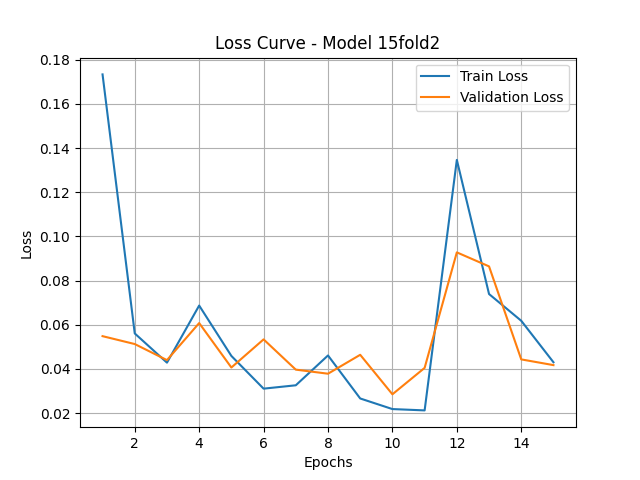 Loss Curve - Model 15fold2
Train Loss
Validation Loss
0.18
0.16
0.14
0.12
0.10
0.08
0.06
0.04
0.02
Loss
2 4 6 8 10 12 14
Epochs